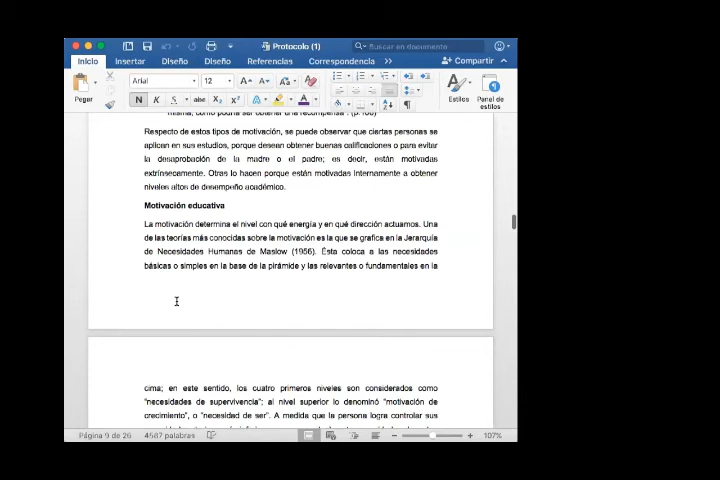 Protocolo (1)
Buscar en documento
Inicio
Insertar
Diseño
Diseño
Referencias
Correspondencia
Compartir
Arial
12
Pegar
N K S abc X₂ X²
Estilos
Panel de
estilos
misma, como podría ser obtener una recompensa". (p.
Respecto de estos tipos de motivación, se puede observar que ciertas personas se
aplican en sus estudios, porque desean obtener buenas calificaciones o para evitar
la desaprobación de la madre o el padre; es decir, están motivadas
extrínsecamente. Otras lo hacen porque están motivadas internamente a obtener
niveles altos de desempeño académico.
Motivación educativa
La motivación determina el nivel con qué energía y en qué dirección actuamos. Una
de las teorías más conocidas sobre la motivación es la que se grafica en la Jerarquía
de Necesidades Humanas de Maslow (1956). Ésta coloca a las necesidades
básicas o simples en la base de la pirámide y las relevantes o fundamentales en la
cima; en este sentido, los cuatro primeros niveles son considerados como
"necesidades de supervivencia"; al nivel superior lo denominó "motivación de
crecimiento", o "necesidad de ser". A medida que la persona logra controlar sus
Página 9 de 26
4587 palabras
107%